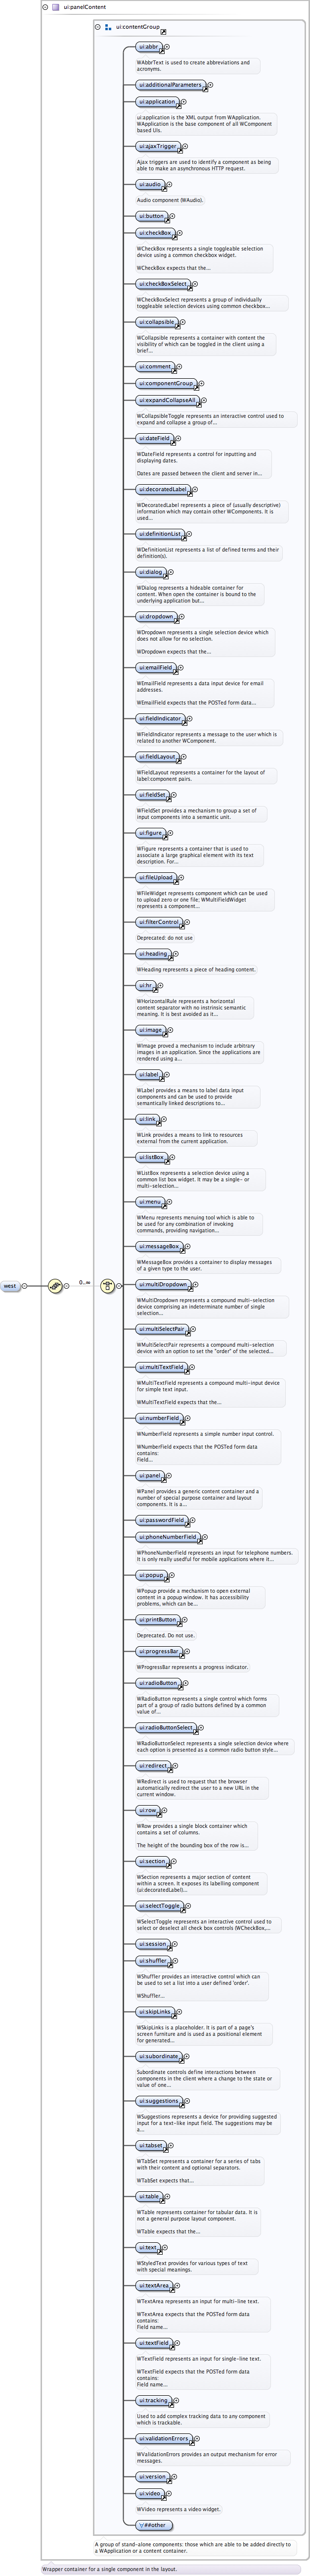 ui:panelContent
ui:contentGroup
ui:abbr
WAbbrText is used to create abbreviations and
acronyms.
ui:additionalParameters
ui:application
ui:application is the XML output from WApplication.
WApplication is the base component of all WComponent
based UIs.
ui:ajaxTrigger
Ajax triggers are used to identify a component as being
able to make an asynchronous HTTP request.
ui:audio
Audio component (WAudio).
ui:button
ui:checkBox
WCheckBox represents a single toggleable selection
device using a common checkbox widget.
WCheckBox expects that the...
ui:checkBoxSelect
WCheckBoxSelect represents a group of individually
toggleable selection devices using common checkbox...
ui:collapsible
WCollapsible represents a container with content
the visibility of which can be toggled in the client using a
brief...
ui:comment
ui:componentGroup
ui:expandCollapseAll
WCollapsibleToggle represents an interactive control used to
expand and collapse a group of...
ui:dateField
WDateField represents a control for inputting and
displaying dates.
Dates are passed between the client and server in...
ui:decoratedLabel
WDecoratedLabel represents a piece of (usually descriptive)
information which may contain other WComponents. It is
used...
ui:definitionList
WDefinitionList represents a list of defined terms and their
definition(s).
ui:dialog
WDialog represents a hideable container for
content. When open the container is bound to the
underlying application but...
ui:dropdown
WDropdown represents a single selection device which
does not allow for no selection.
WDropdown expects that the...
ui:emailField
WEmailField represents a data input device for email
addresses.
WEmailField expects that the POSTed form data...
ui:fieldIndicator
WFieldIndicator represents a message to the user which is
related to another WComponent.
ui:fieldLayout
WFieldLayout represents a container for the layout of
label:component pairs.
ui:fieldSet
WFieldSet provides a mechanism to group a set of
input components into a semantic unit.
ui:figure
WFigure represents a container that is used to
associate a large graphical element with its text
description. For...
ui:fileUpload
WFileWidget represents component which can be used
to upload zero or one file; WMultiFileWidget
represents a component...
ui:filterControl
Deprecated: do not use
ui:heading
WHeading represents a piece of heading content.
ui:hr
WHorizontalRule represents a horizontal
content separator with no instrinsic semantic
meaning. It is best avoided as it...
ui:image
WImage proved a mechanism to include arbitrary
images in an application. Since the applications are
rendered using a...
ui:label
WLabel provides a means to label data input
components and can be used to provide
semantically linked descriptions to...
ui:link
WLink provides a means to link to resources
external from the current application.
ui:listBox
WListBox represents a selection device using a
common list box widget. It may be a single- or
multi-selection...
ui:menu
WMenu represents menuing tool which is able to
be used for any combination of invoking
commands, providing navigation...
ui:messageBox
WMessageBox provides a container to display messages
of a given type to the user.
west
0..∞
ui:multiDropdown
WMultiDropdown represents a compound multi-selection
device comprising an indeterminate number of single
selection...
ui:multiSelectPair
WMultiSelectPair represents a compound multi-selection
device with an option to set the "order" of the selected...
ui:multiTextField
WMultiTextField represents a compound multi-input device
for simple text input.
WMultiTextField expects that the...
ui:numberField
WNumberField represents a simple number input control.
WNumberField expects that the POSTed form data
contains:
Field...
ui:panel
WPanel provides a generic content container and a
number of special purpose container and layout
components. It is a...
ui:passwordField
ui:phoneNumberField
WPhoneNumberField represents an input for telephone numbers.
It is only really usedful for mobile applications where it...
ui:popup
WPopup provide a mechanism to open external
content in a popup window. It has accessibility
problems, which can be...
ui:printButton
Deprecated. Do not use.
ui:progressBar
WProgressBar represents a progress indicator.
ui:radioButton
WRadioButton represents a single control which forms
part of a group of radio buttons defined by a common
value of...
ui:radioButtonSelect
WRadioButtonSelect represents a single selection device where
each option is presented as a common radio button style...
ui:redirect
WRedirect is used to request that the browser
automatically redirect the user to a new URL in the
current window.
ui:row
WRow provides a single block container which
contains a set of columns.
The height of the bounding box of the row is...
ui:section
WSection represents a major section of content
within a screen. It exposes its labelling component
(ui:decoratedLabel)...
ui:selectToggle
WSelectToggle represents an interactive control used to
select or deselect all check box controls (WCheckBox,...
ui:session
ui:shuffler
WShuffler provides an interactive control which can
be used to set a list into a user defined 'order'.
WShuffler...
ui:skipLinks
WSkipLinks is a placeholder. It is part of a page's
screen furniture and is used as a positional element
for generated...
ui:subordinate
Subordinate controls define interactions between
components in the client where a change to the state or
value of one...
ui:suggestions
WSuggestions represents a device for providing suggested
input for a text-like input field. The suggestions may be
a...
ui:tabset
WTabSet represents a container for a series of tabs
with their content and optional separators.
WTabSet expects that...
ui:table
WTable represents container for tabular data. It is
not a general purpose layout component.
WTable expects that the...
ui:text
WStyledText provides for various types of text
with special meanings.
ui:textArea
WTextArea represents an input for multi-line text.
WTextArea expects that the POSTed form data
contains:
Field name...
ui:textField
WTextField represents an input for single-line text.
WTextField expects that the POSTed form data
contains:
Field name...
ui:tracking
Used to add complex tracking data to any component
which is trackable.
ui:validationErrors
WValidationErrors provides an output mechanism for error
messages.
ui:version
ui:video
WVideo represents a video widget.
##other
A group of stand-alone components: those which are able to be added directly to
a WApplication or a content container.
Wrapper container for a single component in the layout.